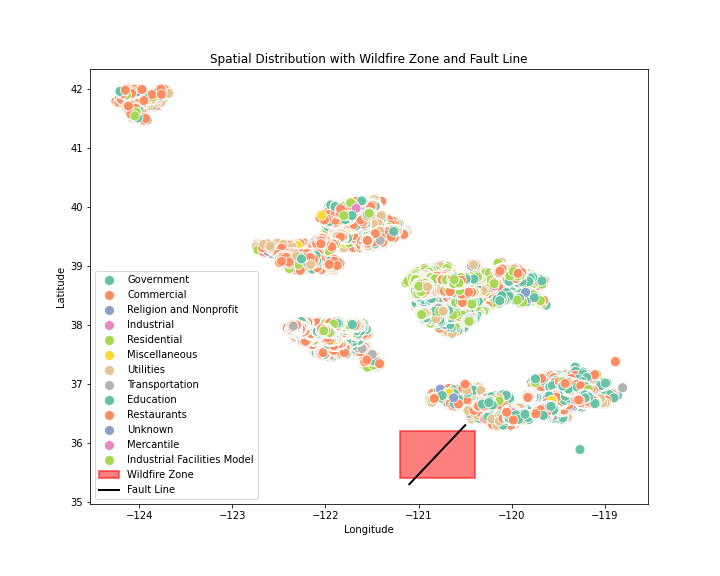 Spatial Distribution with Wildfire Zone and Fault Line
42
41
40
39
38
37
36
35
Latitude
Government
Commercial
Religion and Nonprofit
Industrial
Residential
Miscellaneous
Utilities
Transportation
Education
Restaurants
Unknown
Mercantile
Industrial Facilities Model
Wildfire Zone
Fault Line
−124 −123 −122 −121 −120 −119
Longitude